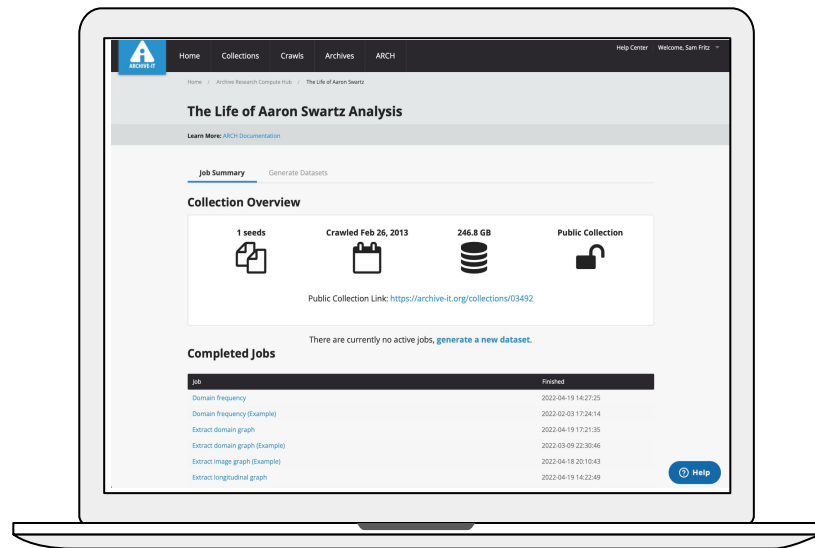 ARCHIVE-IT
Home Collections Crawls Archives ARCH
Help Center Welcome, Sam Fritz
Home / Archive Research Compute Hub / The Life of Aaron Swartz
The Life of Aaron Swartz Analysis
Learn More: ARCH Documentation
Job Summary Generate Datasets
Collection Overview
1 seeds Crawled Feb 26, 2013 246.8 GB Public Collection
Public Collection Link: https://archive-it.org/collections/03492
There are currently no active jobs, generate a new dataset.
Completed Jobs
Job Finished
Domain frequency 2022-04-19 14:27:25
Domain frequency (Example) 2022-02-03 17:24:14
Extract domain graph 2022-04-19 17:21:35
Extract domain graph (Example) 2022-03-09 22:30:46
Extract image graph (Example) 2022-04-18 20:10:43
Extract longitudinal graph 2022-04-19 14:22:49
Help